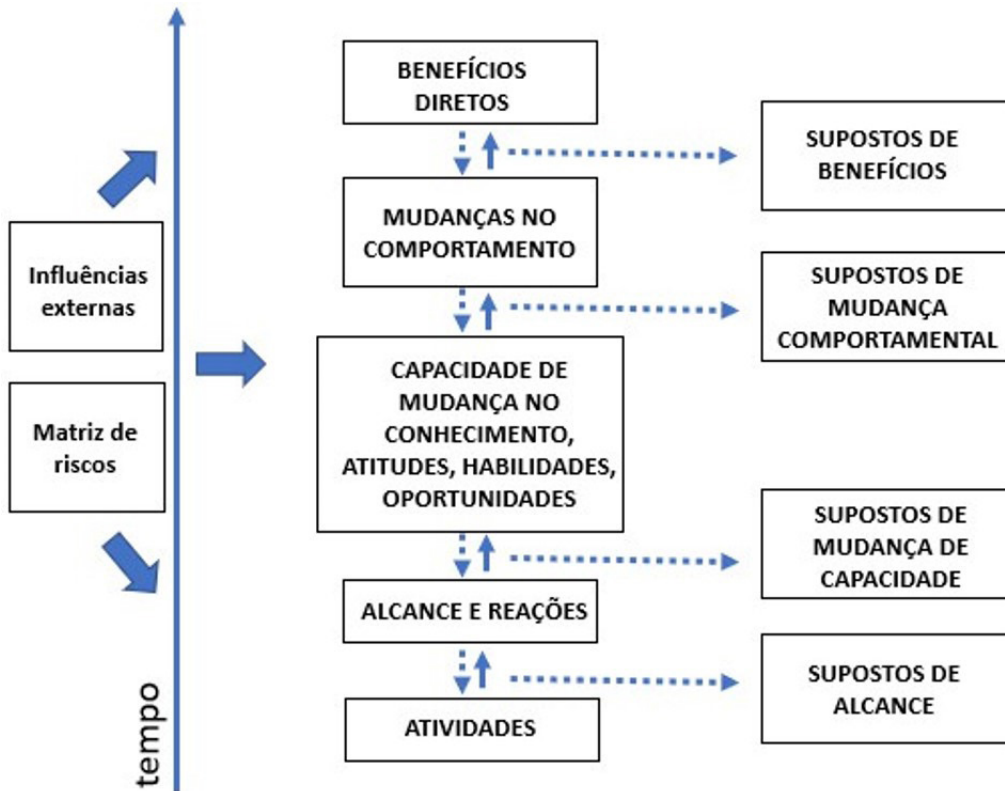 BENEFÍCIOS
DIRETOS
SUPOSTOS DE
BENEFÍCIOS
MUDANÇAS NO
COMPORTAMENTO
Influências
externas
SUPOSTOS DE
MUDANÇA
COMPORTAMENTAL
CAPACIDADE DE
MUDANÇA NO
CONHECIMENTO,
ATITUDES, HABILIDADES,
OPORTUNIDADES
Matriz de
riscos
SUPOSTOS DE
MUDANÇA DE
CAPACIDADE
ALCANCE E REAÇÕES
SUPOSTOS DE
ALCANCE
ATIVIDADES
tempo